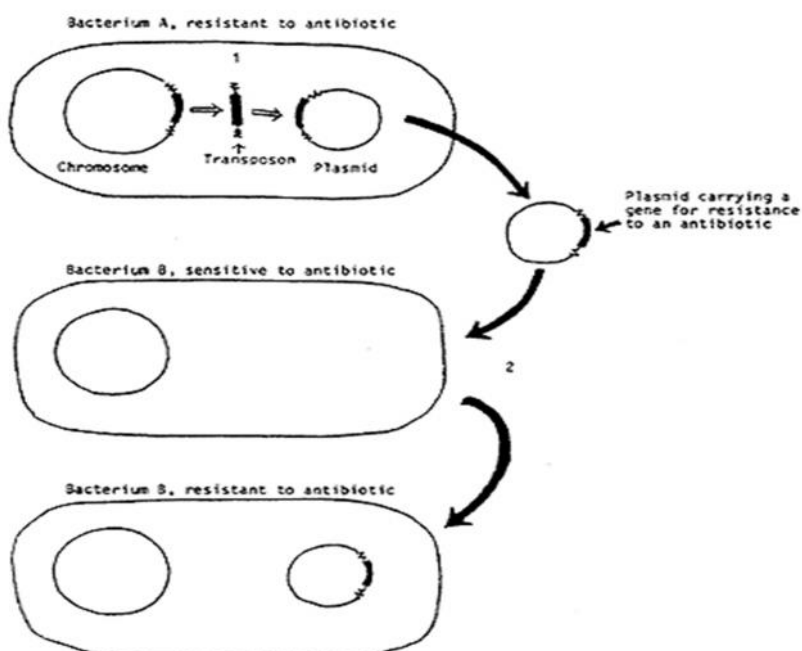 Bacterium A, resistant to antibiotic
1
Chromosome
Transposon
Plasmid
Plasmid carrying a
gene for resistance
to an antibiotic
Bacterium B, sensitive to antibiotic
2
Bacterium B, resistant to antibiotic